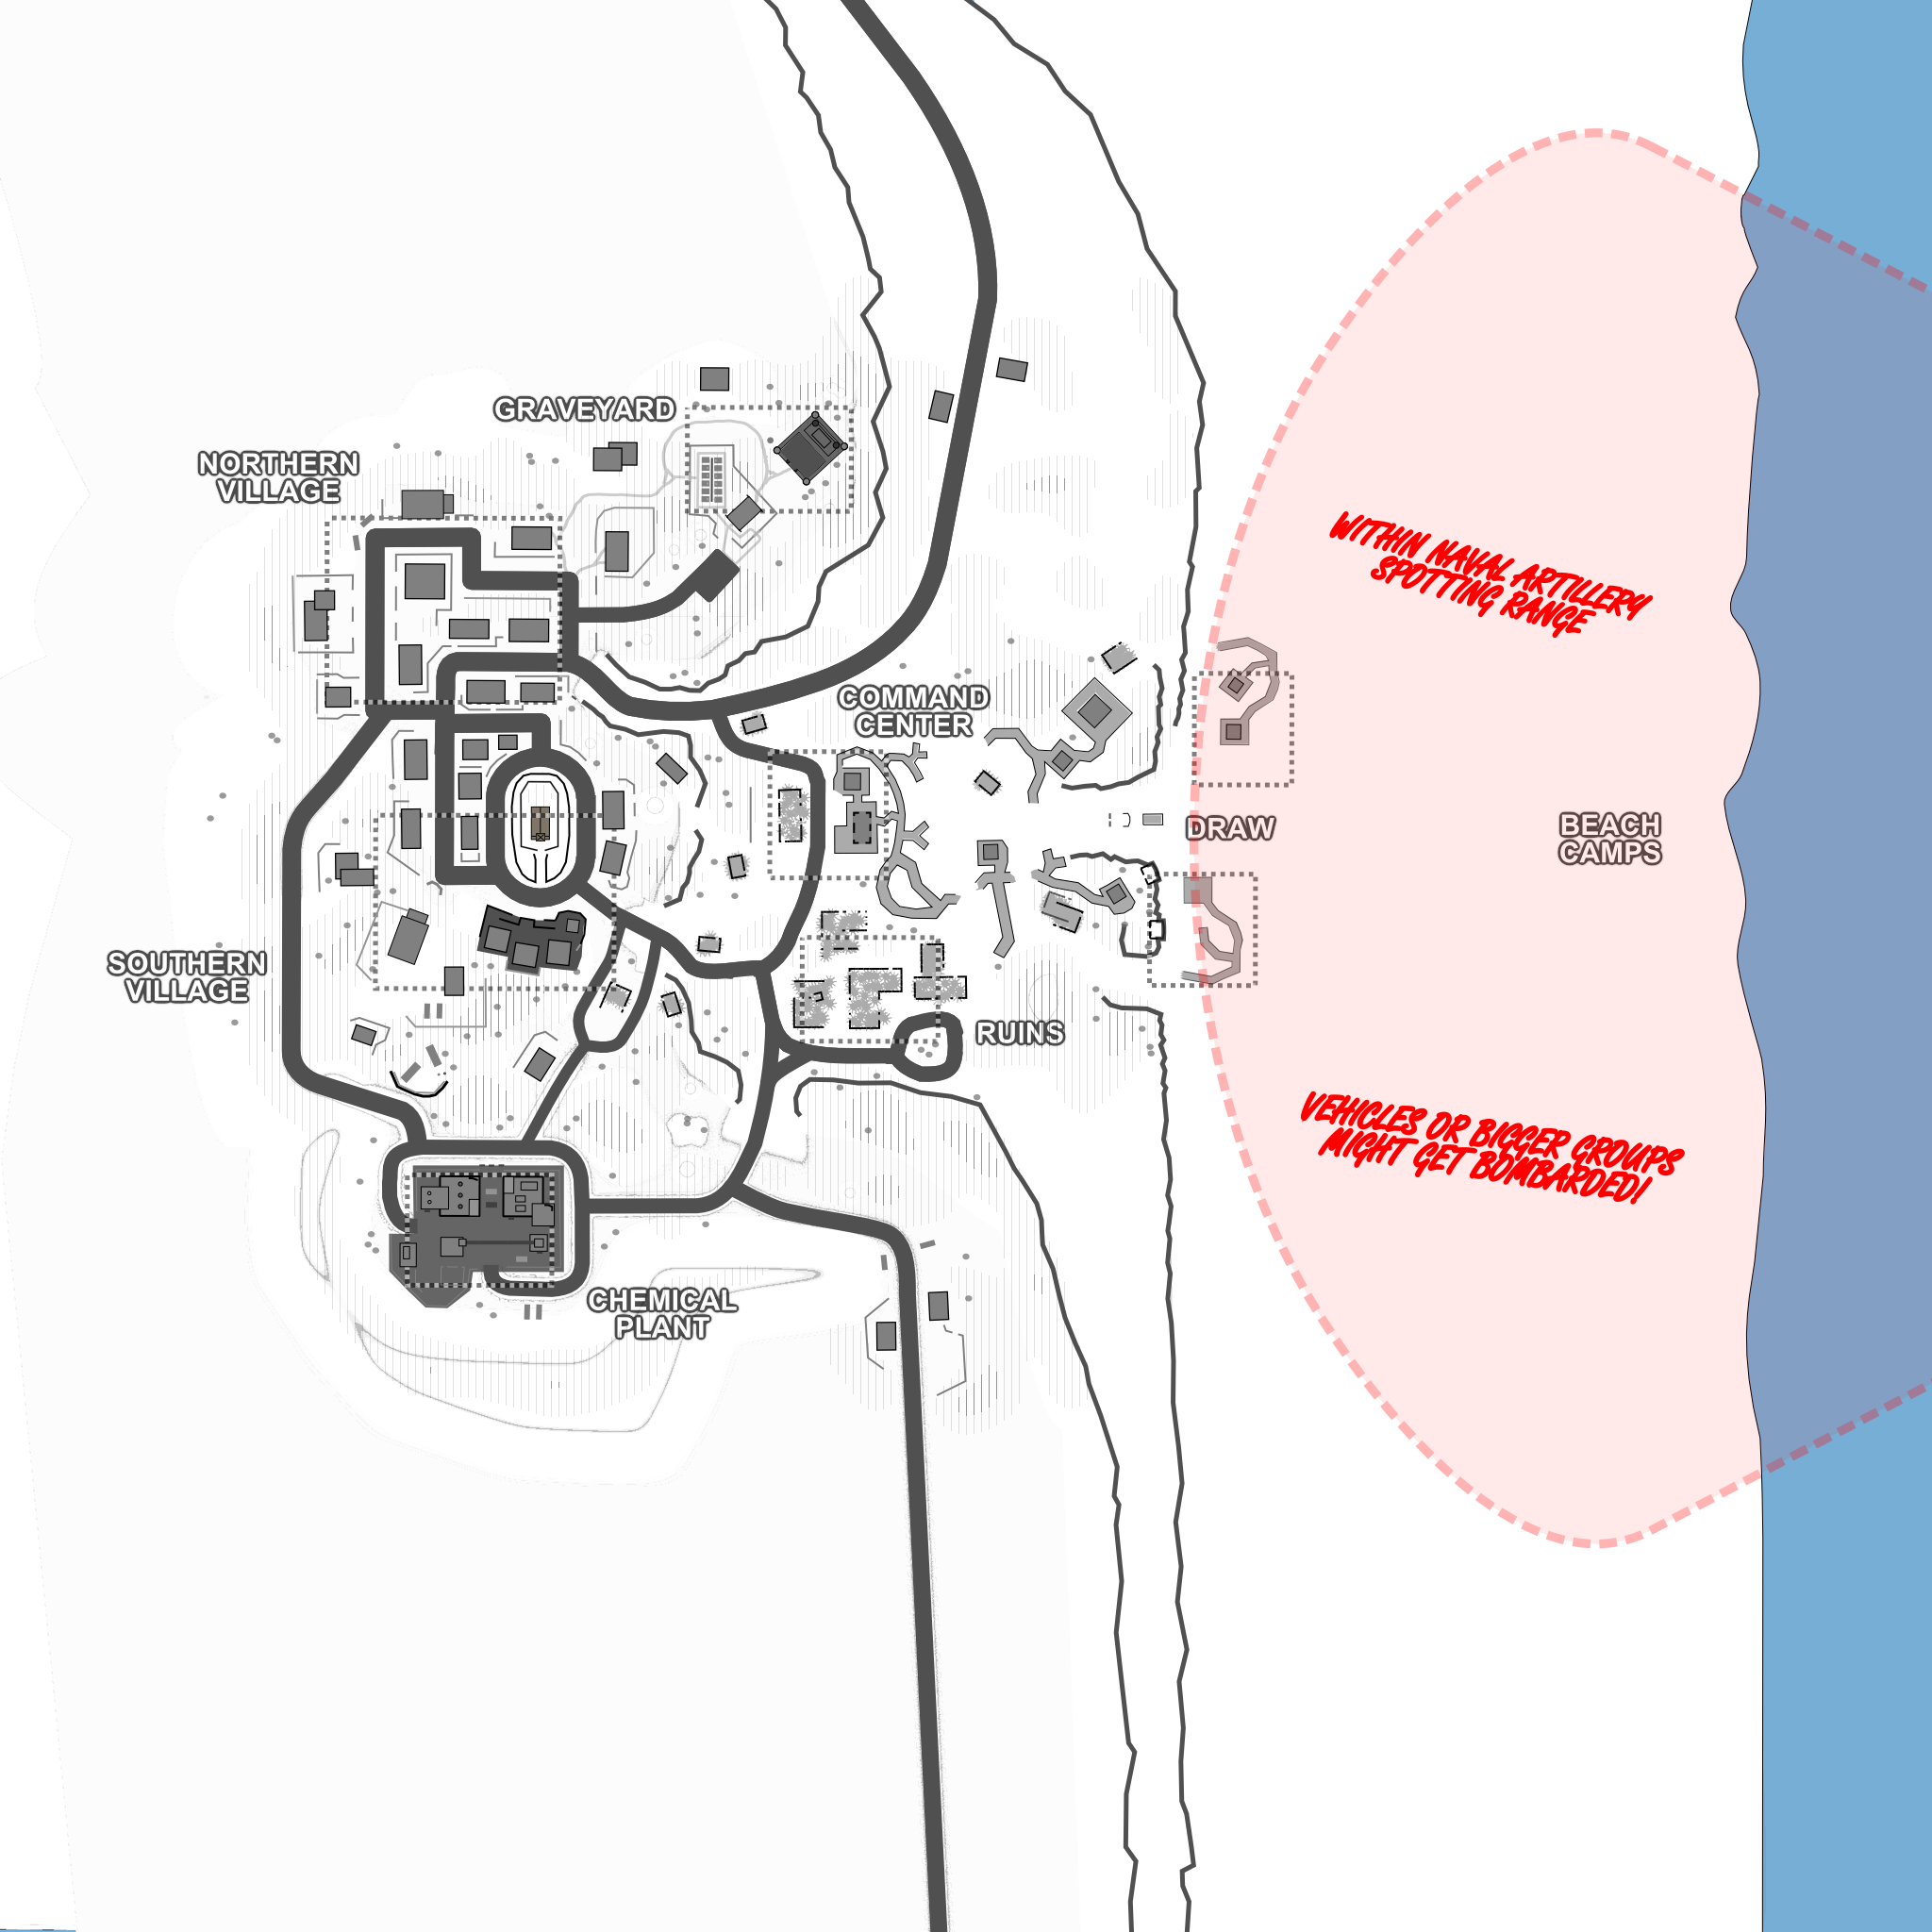 GRAVEYARD
NORTHERN
VILLAGE
WITHIN NAVAL ARTILLERY
SPOTTING RANGE
COMMAND
CENTER
DRAW
BEACH
CAMPS
SOUTHERN
VILLAGE
RUINS
VEHICLES OR BIGGER GROUPS
MIGHT GET BOMBARDED!
CHEMICAL
PLANT